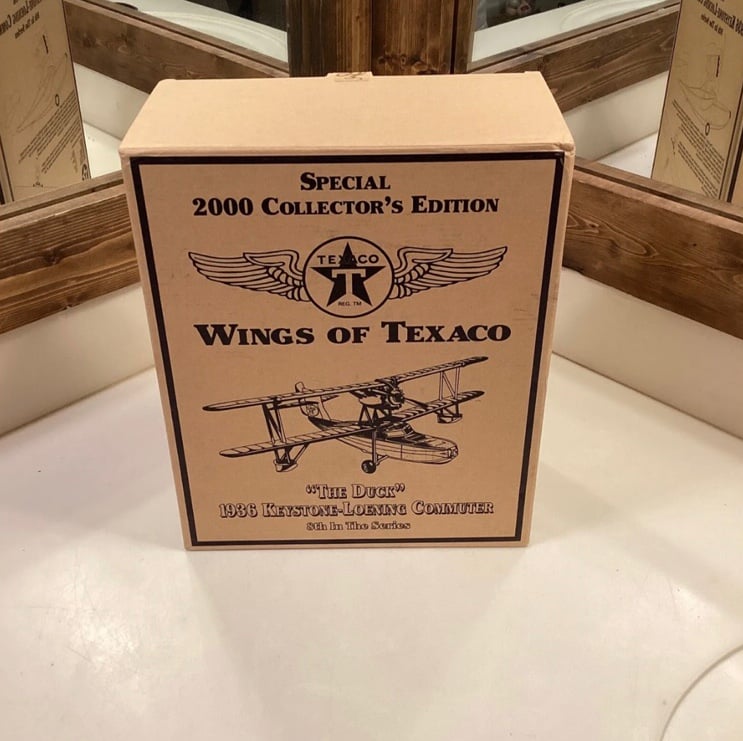 SPECIAL
2000 COLLECTOR'S EDITION
TEXACO
T
REG. TM
WINGS OF TEXACO
"THE DUCK"
1936 KEYSTONE-LOENING COMMUTER
8th In The Series